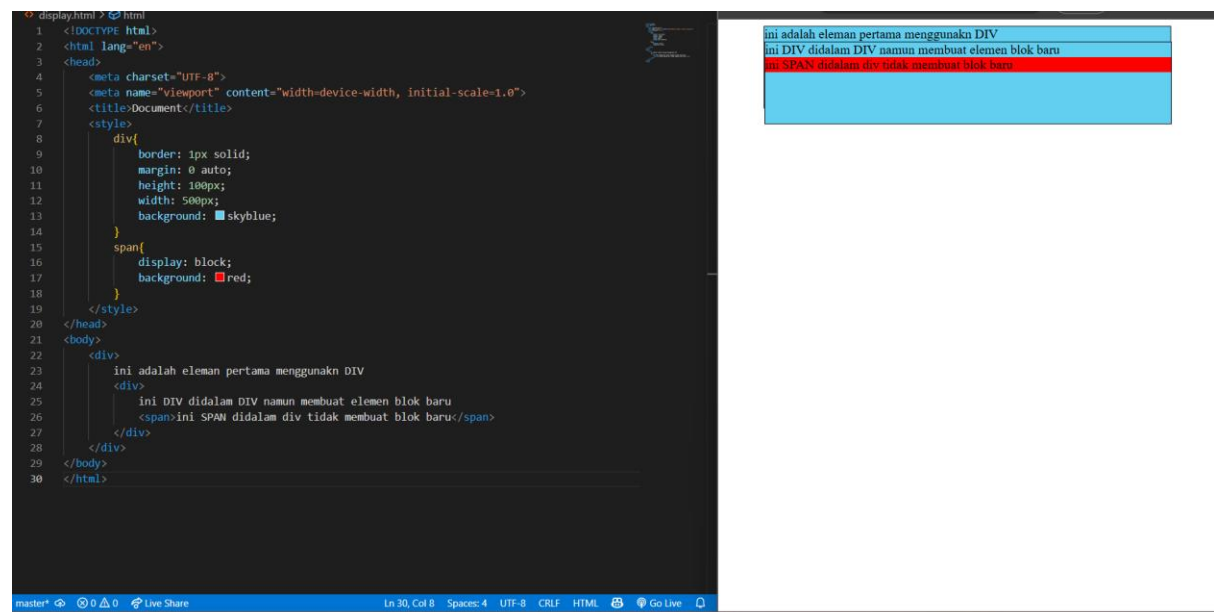 display.html > html
1 <!DOCTYPE html>
2 <html lang="en">
3 <head>
4 <meta charset="UTF-8">
5 <meta name="viewport" content="width=device-width, initial-scale=1.0">
6 <title>Document</title>
7 <style>
8 div{
9 border: 1px solid;
10 margin: 0 auto;
11 height: 100px;
12 width: 500px;
13 background: skyblue;
14 }
15 span{
16 display: block;
17 background: red;
18 }
19 </style>
20 </head>
21 <body>
22 <div>
23 ini adalah eleman pertama menggunakn DIV
24 <div>
25 ini DIV didalam DIV namun membuat elemen blok baru
26 <span>ini SPAN didalam div tidak membuat blok baru</span>
27 </div>
28 </div>
29 </body>
30 </html>
master* 0 0 Live Share Ln 30, Col 8 Spaces: 4 UTF-8 CRLF HTML Go Live
ini adalah eleman pertama menggunakn DIV
ini DIV didalam DIV namun membuat elemen blok baru
ini SPAN didalam div tidak membuat blok baru